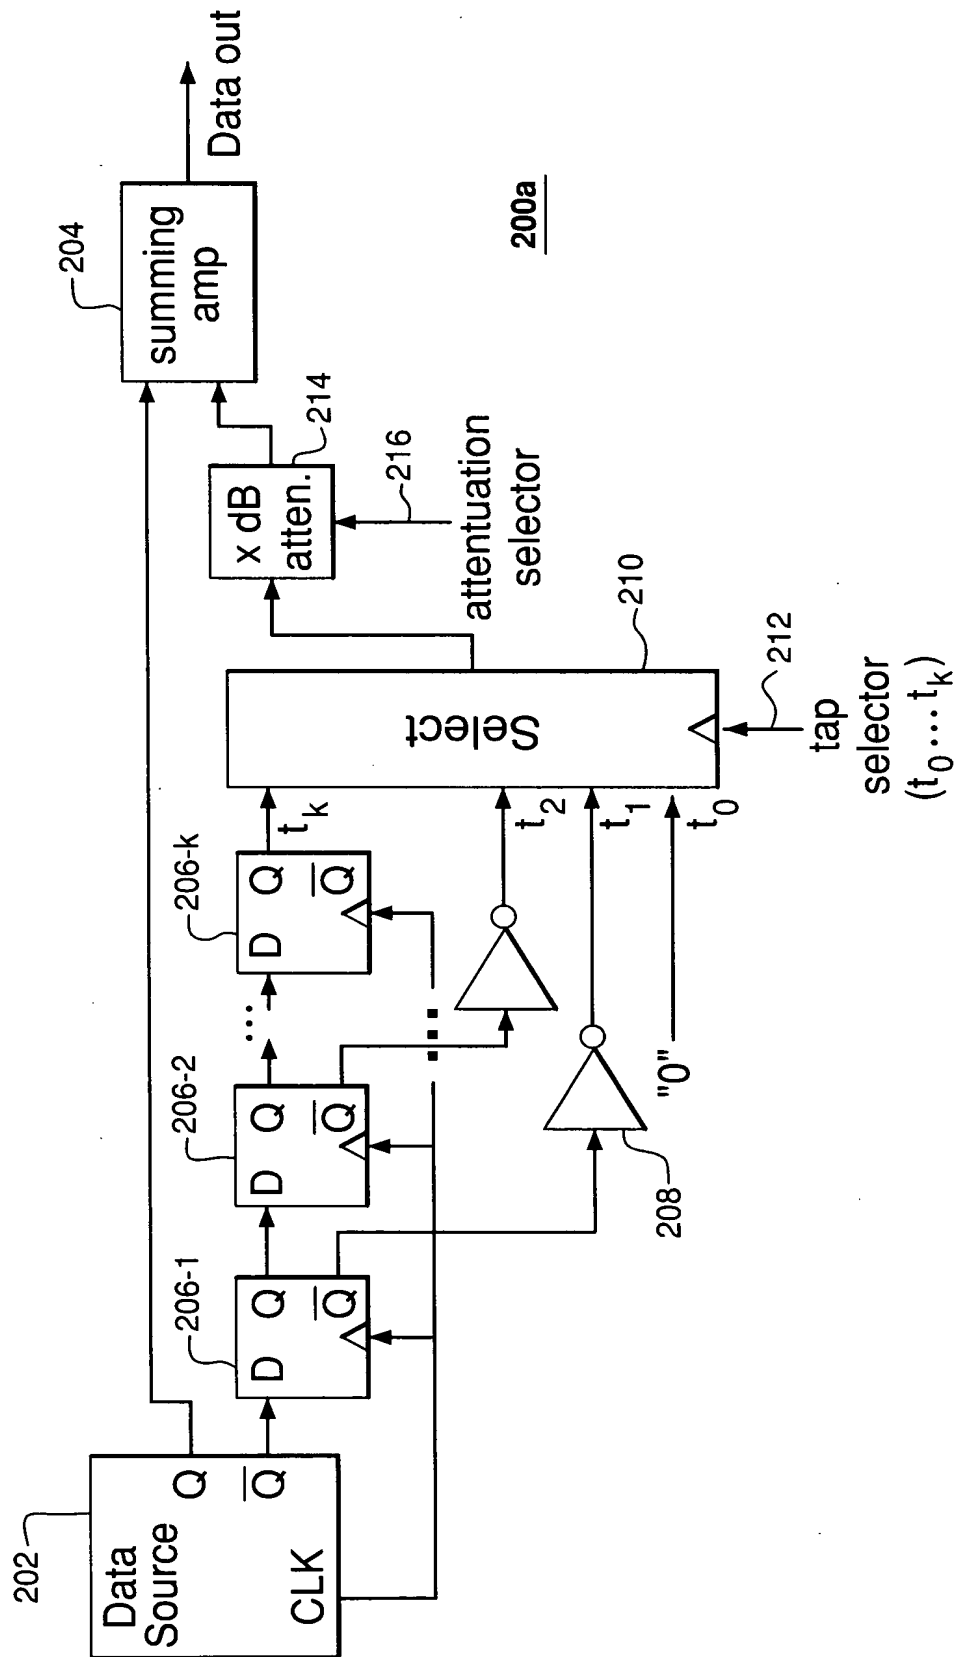 202
Data
Source
Q
Q̅
CLK
206-1
D Q
Q̅
206-2
D Q
Q̅
...
206-k
D Q
Q̅
208
"0"
tk
t2
t1
t0
Select
210
212
tap
selector
(t0...tk)
x dB
atten.
214
216
attentuation
selector
summing
amp
204
Data out
200a